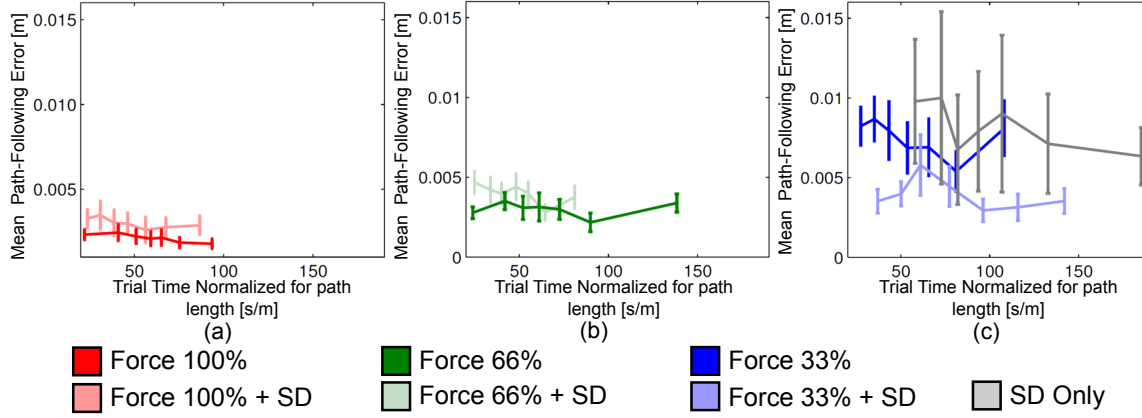 Mean Path-Following Error [m]
0.015
0.01
0.005
50
100
150
Trial Time Normalized for path
length [s/m]
(a)
Mean Path-Following Error [m]
0.015
0.01
0.005
0
50
100
150
Trial Time Normalized for path
length [s/m]
(b)
Mean Path-Following Error [m]
0.015
0.01
0.005
0
50
100
150
Trial Time Normalized for path
length [s/m]
(c)
Force 100%
Force 66%
Force 33%
Force 100% + SD
Force 66% + SD
Force 33% + SD
SD Only